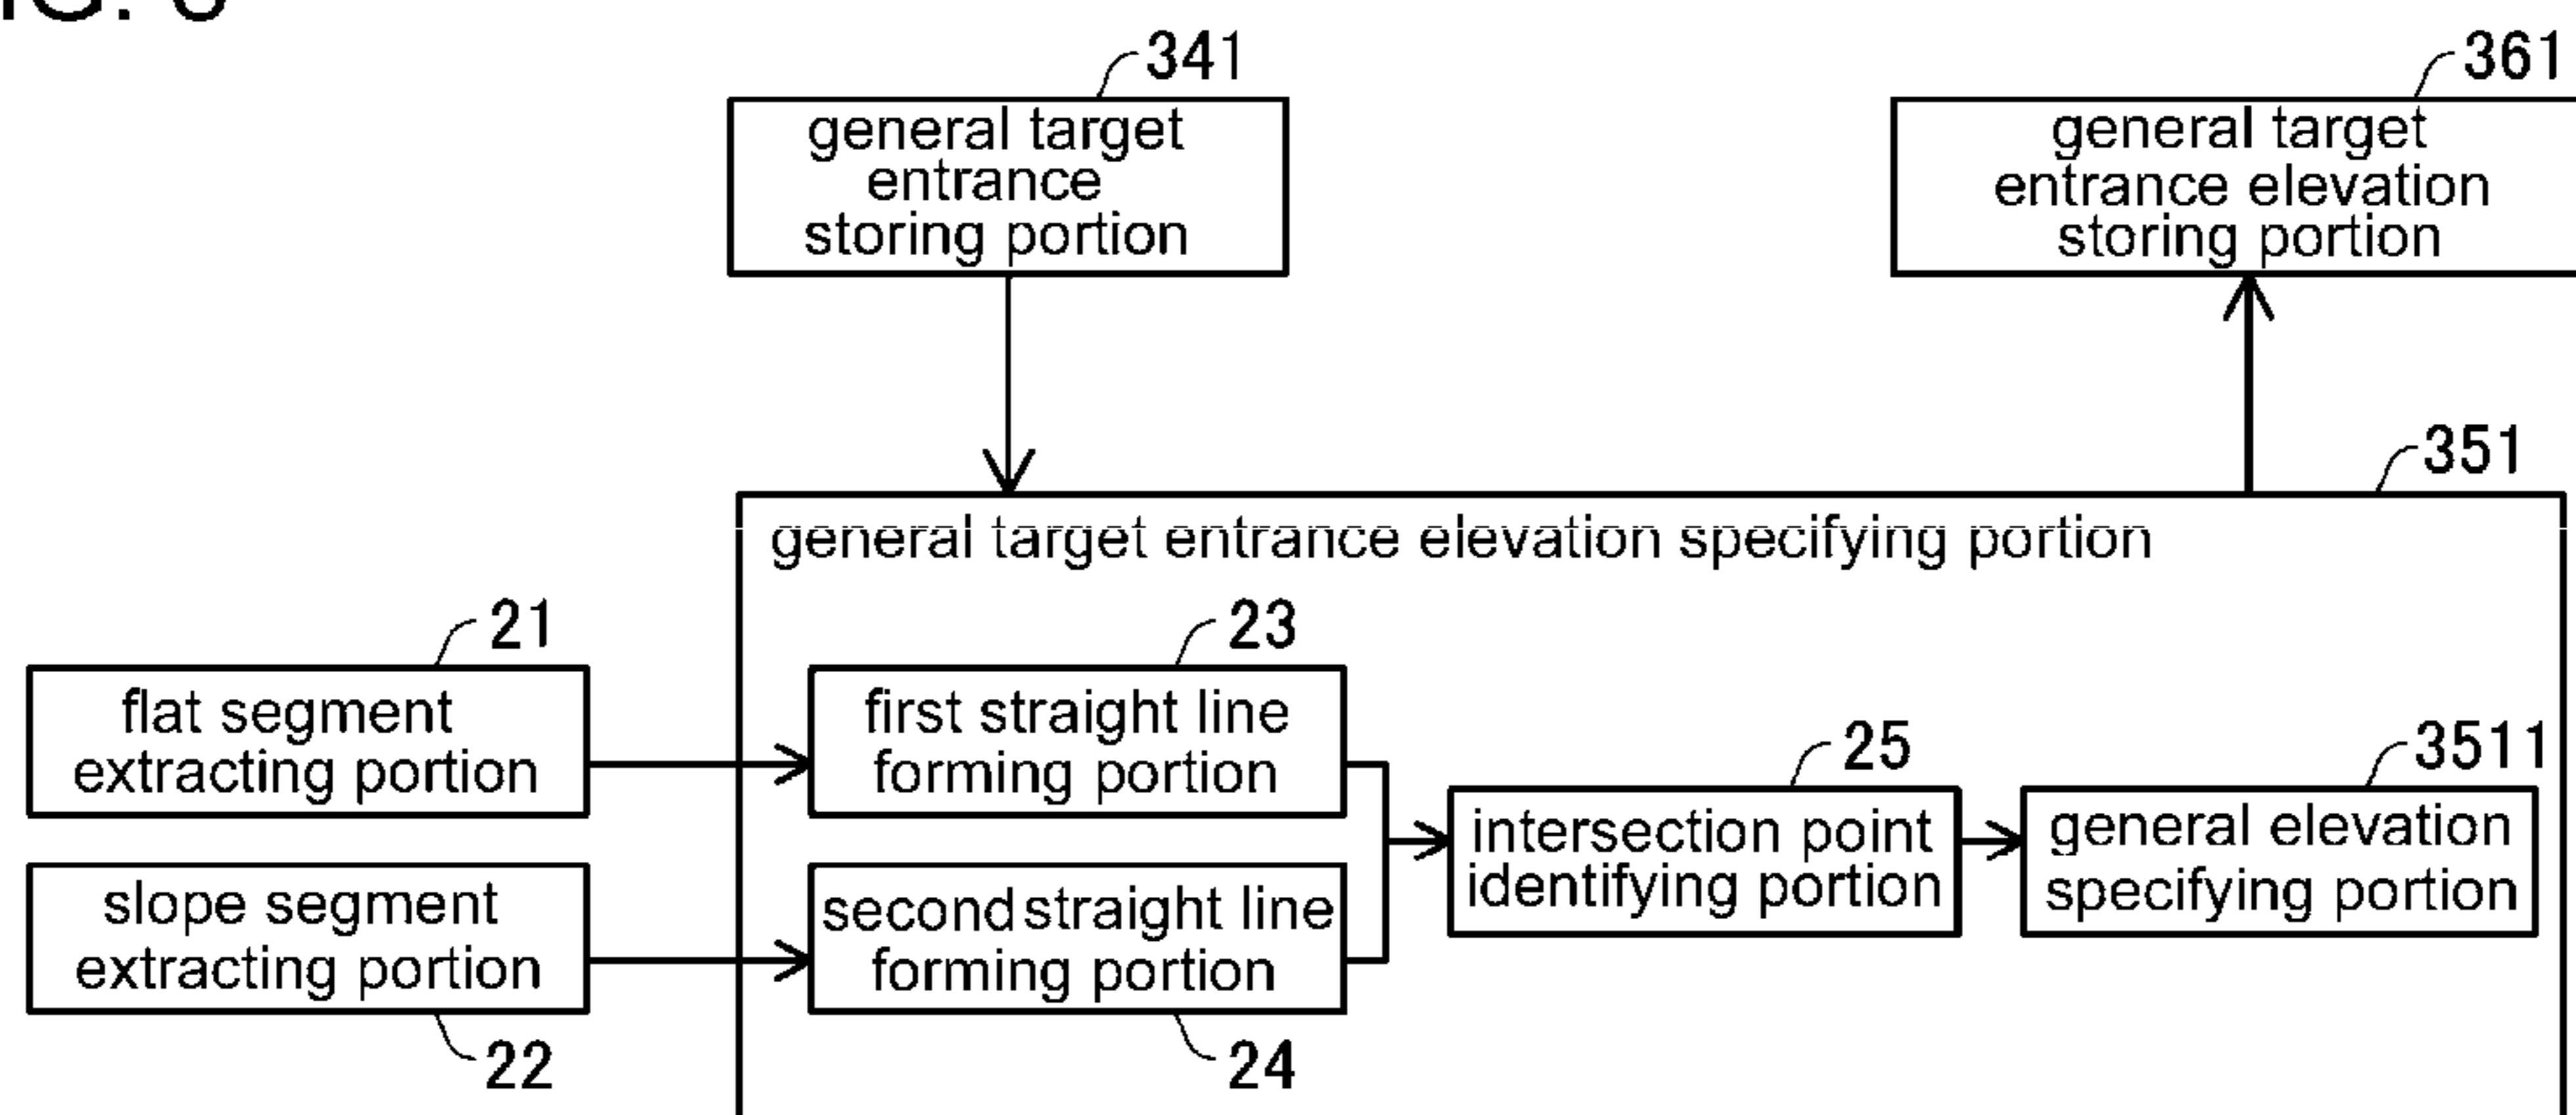 341
general target
entrance
storing portion
361
general target
entrance elevation
storing portion
351
general target entrance elevation specifying portion
21
flat segment
extracting portion
23
first straight line
forming portion
25
intersection point
identifying portion
3511
general elevation
specifying portion
slope segment
extracting portion
22
second straight line
forming portion
24